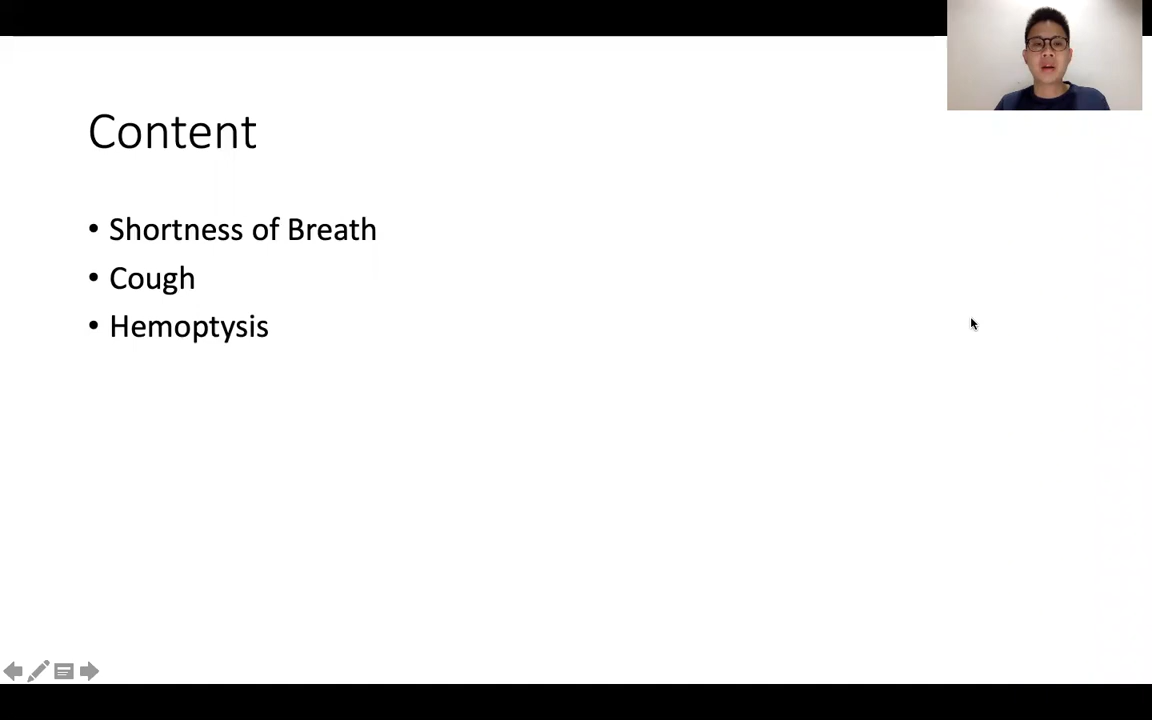 Content
• Shortness of Breath
• Cough
• Hemoptysis